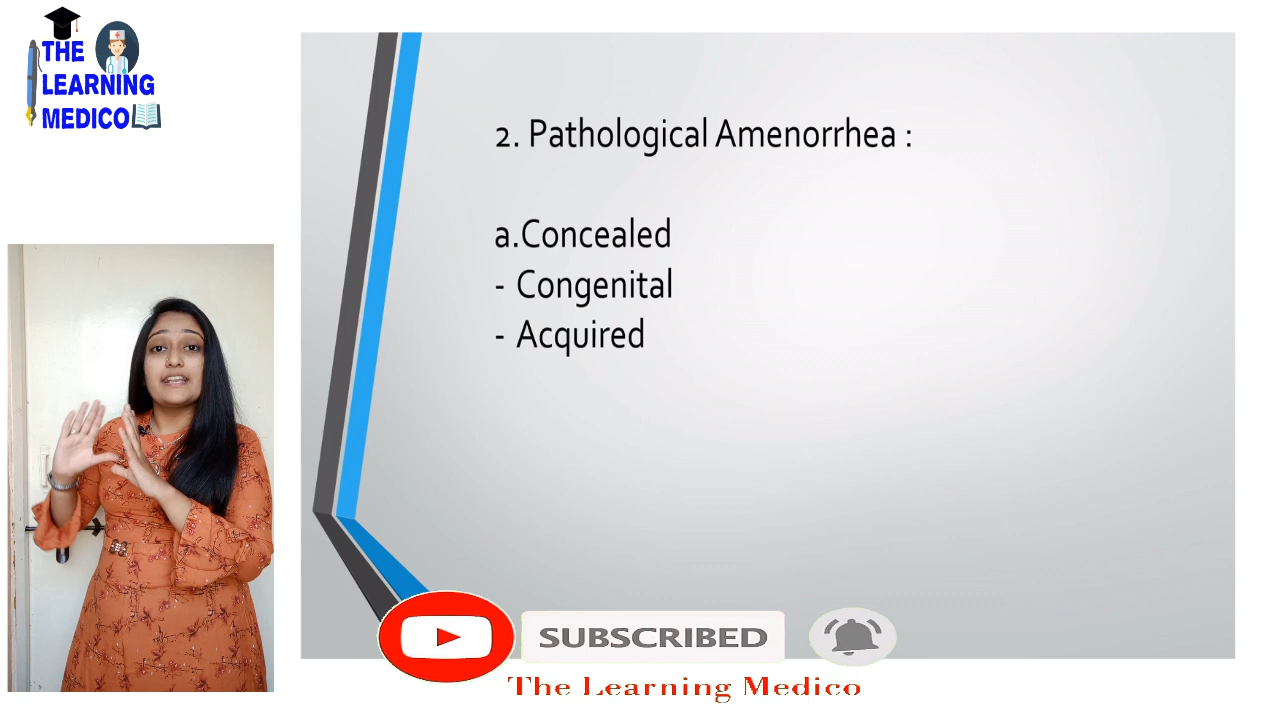 THE
LEARNING
MEDICO
2. Pathological Amenorrhea :
a.Concealed
- Congenital
- Acquired
SUBSCRIBED
The Learning Medico